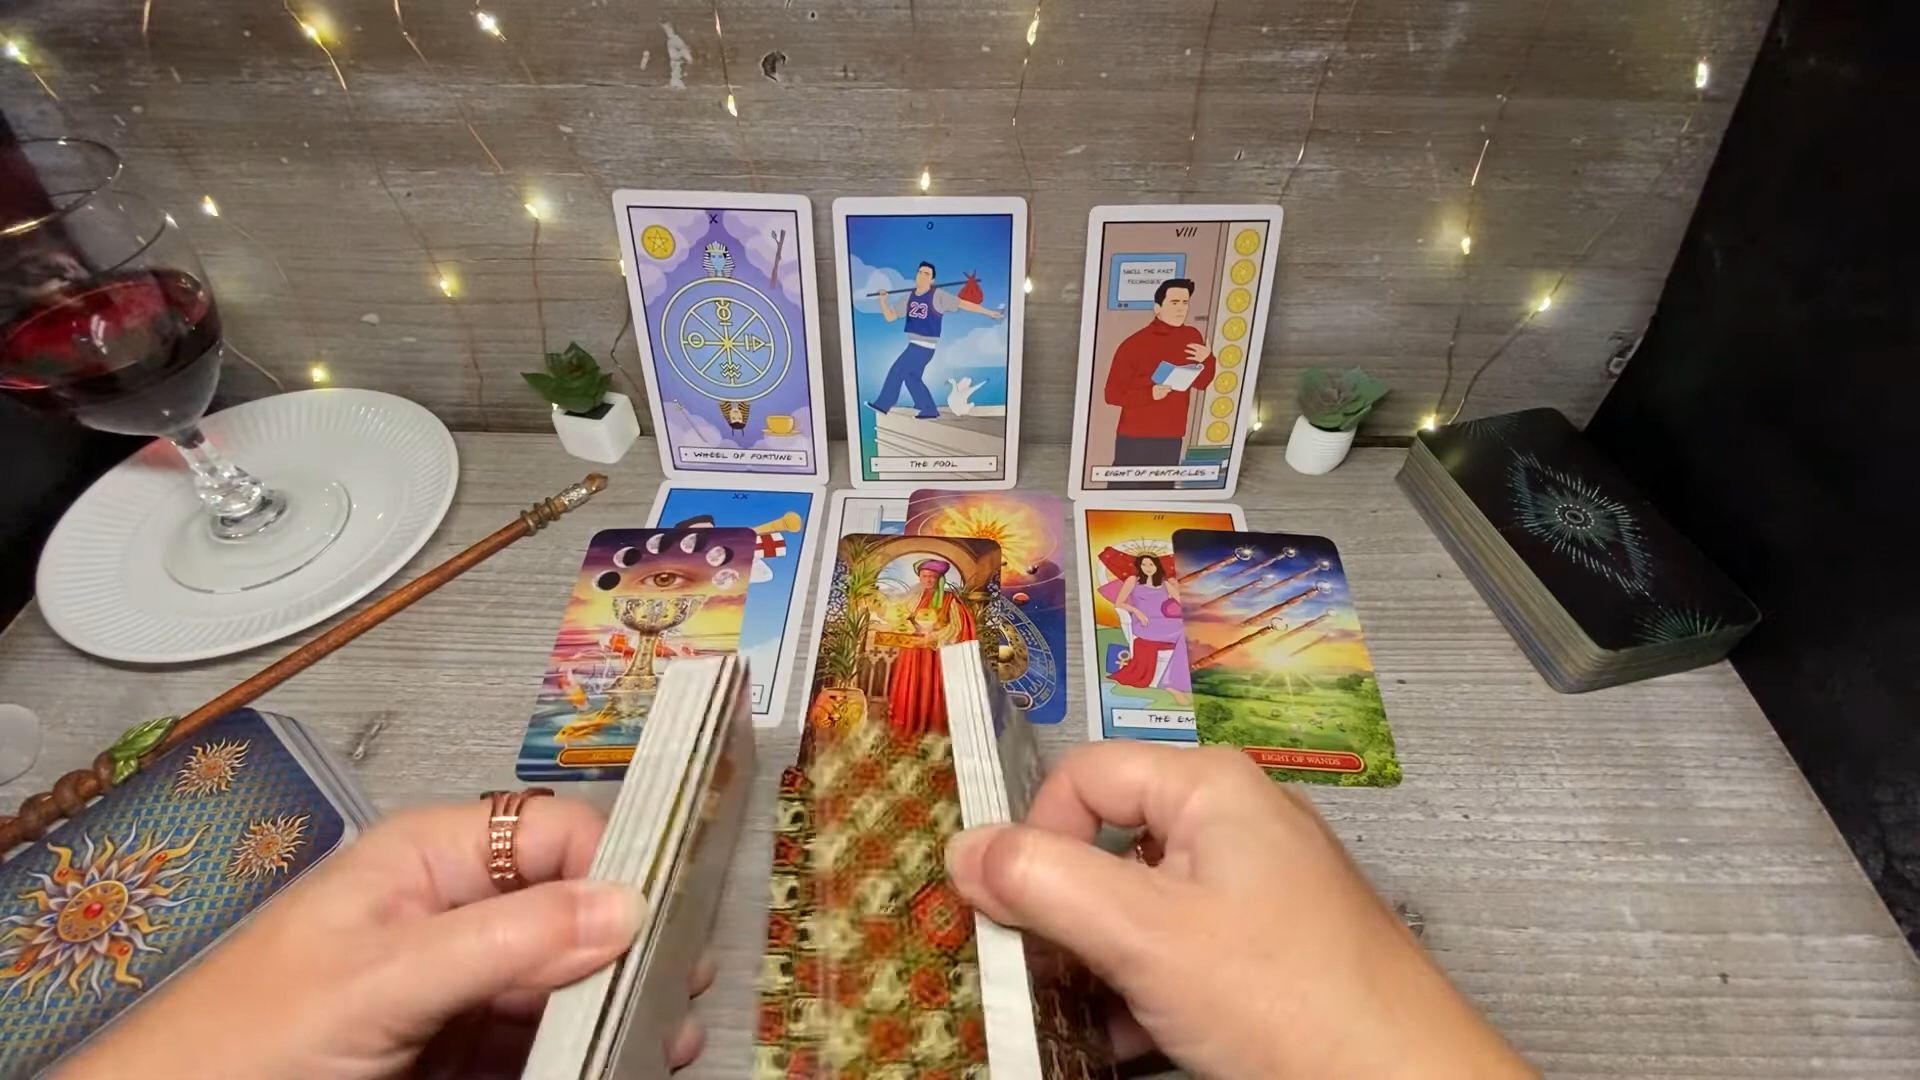 X
WHEEL OF FORTUNE
0
23
THE FOOL
VIII
SMELL THE FART
EIGHT OF PENTACLES
XX
III
THE EM
EIGHT OF WANDS